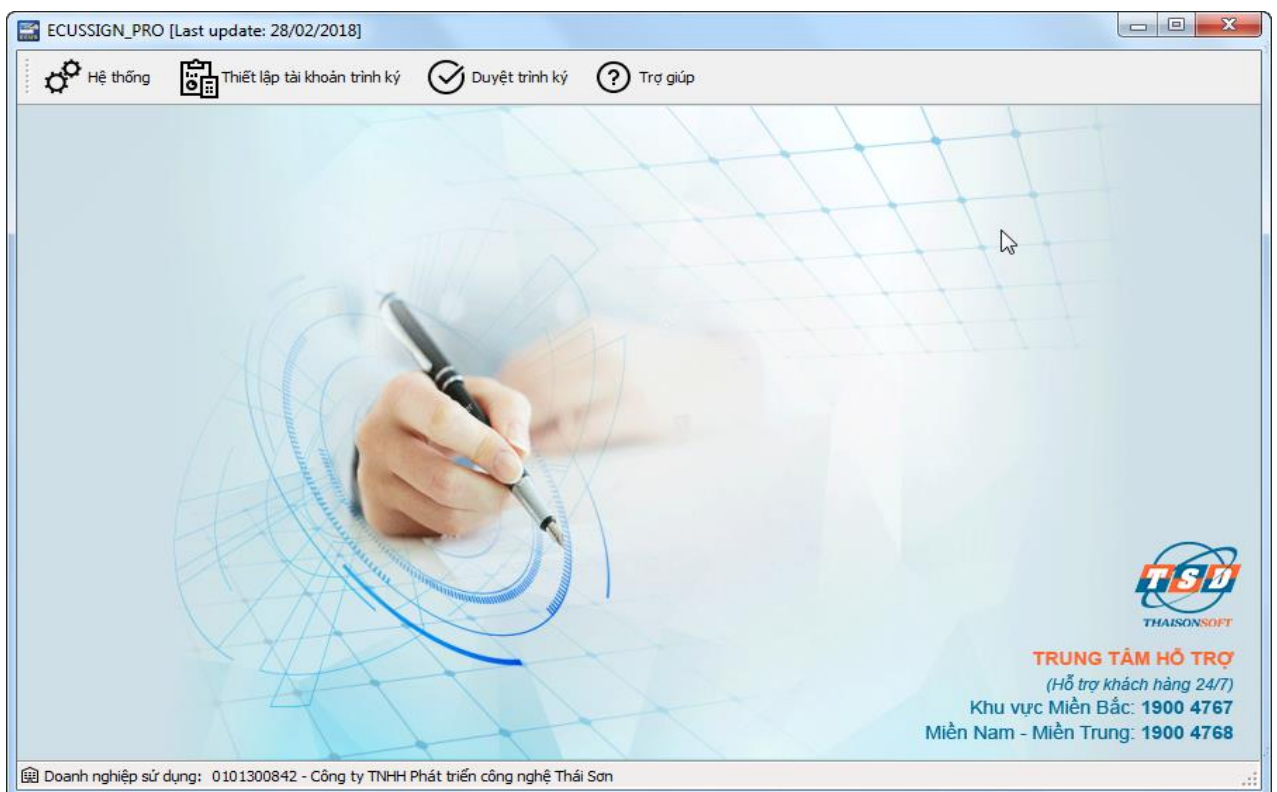 ECUSSIGN_PRO [Last update: 28/02/2018]
Hệ thống Thiết lập tài khoản trình ký Duyệt trình ký Trợ giúp
TSD
THAISONSOFT
TRUNG TÂM HỖ TRỢ
(Hỗ trợ khách hàng 24/7)
Khu vực Miền Bắc: 1900 4767
Miền Nam - Miền Trung: 1900 4768
Doanh nghiệp sử dụng: 0101300842 - Công ty TNHH Phát triển công nghệ Thái Sơn